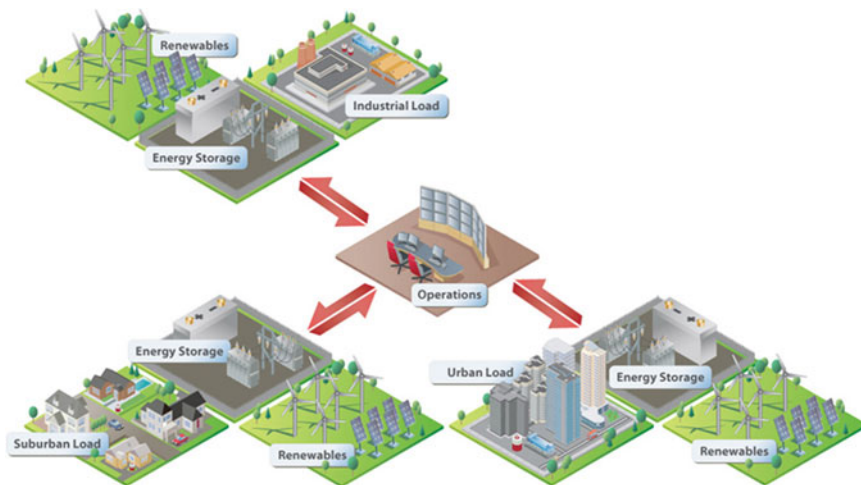 Renewables
Industrial Load
Energy Storage
Operations
Energy Storage
Suburban Load
Renewables
Urban Load
Energy Storage
Renewables